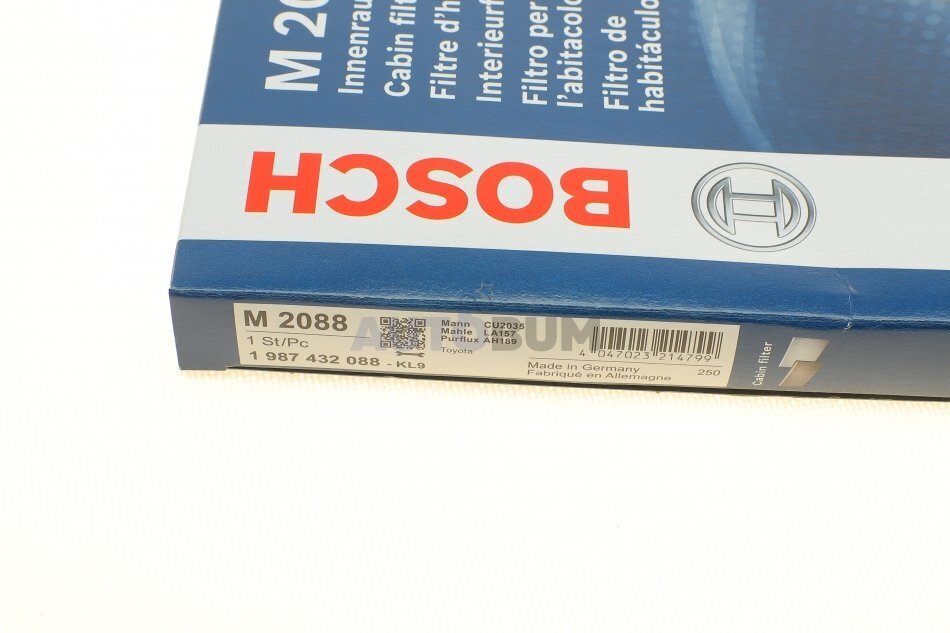 M 20
Innenrau
Cabin filt
Filtre d'h
Interieurf
Filtro per
l'abitacolo
Filtro de
habitáculo
BOSCH
M 2088
1 St/Pc
1 987 432 088 - KL9
Mann CU2035
Mahle LA157
Purflux AH189
Toyota
4 047023 214799
Made in Germany
Fabriqué en Allemagne 250
Cabin filter
AUTOBUM